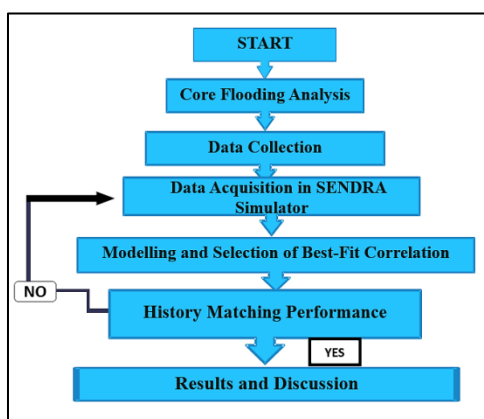 START
Core Flooding Analysis
Data Collection
Data Acquisition in SENDRA
Simulator
Modelling and Selection of Best-Fit Correlation
NO
History Matching Performance
YES
Results and Discussion